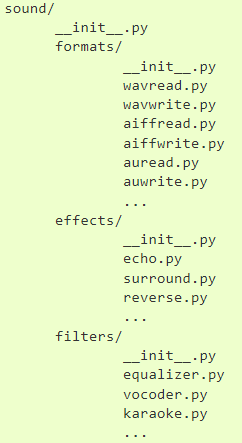 sound/
      __init__.py
      formats/
              __init__.py
              wavread.py
              wavwrite.py
              aiffread.py
              aiffwrite.py
              auread.py
              auwrite.py
              ...
      effects/
              __init__.py
              echo.py
              surround.py
              reverse.py
              ...
      filters/
              __init__.py
              equalizer.py
              vocoder.py
              karaoke.py
              ...